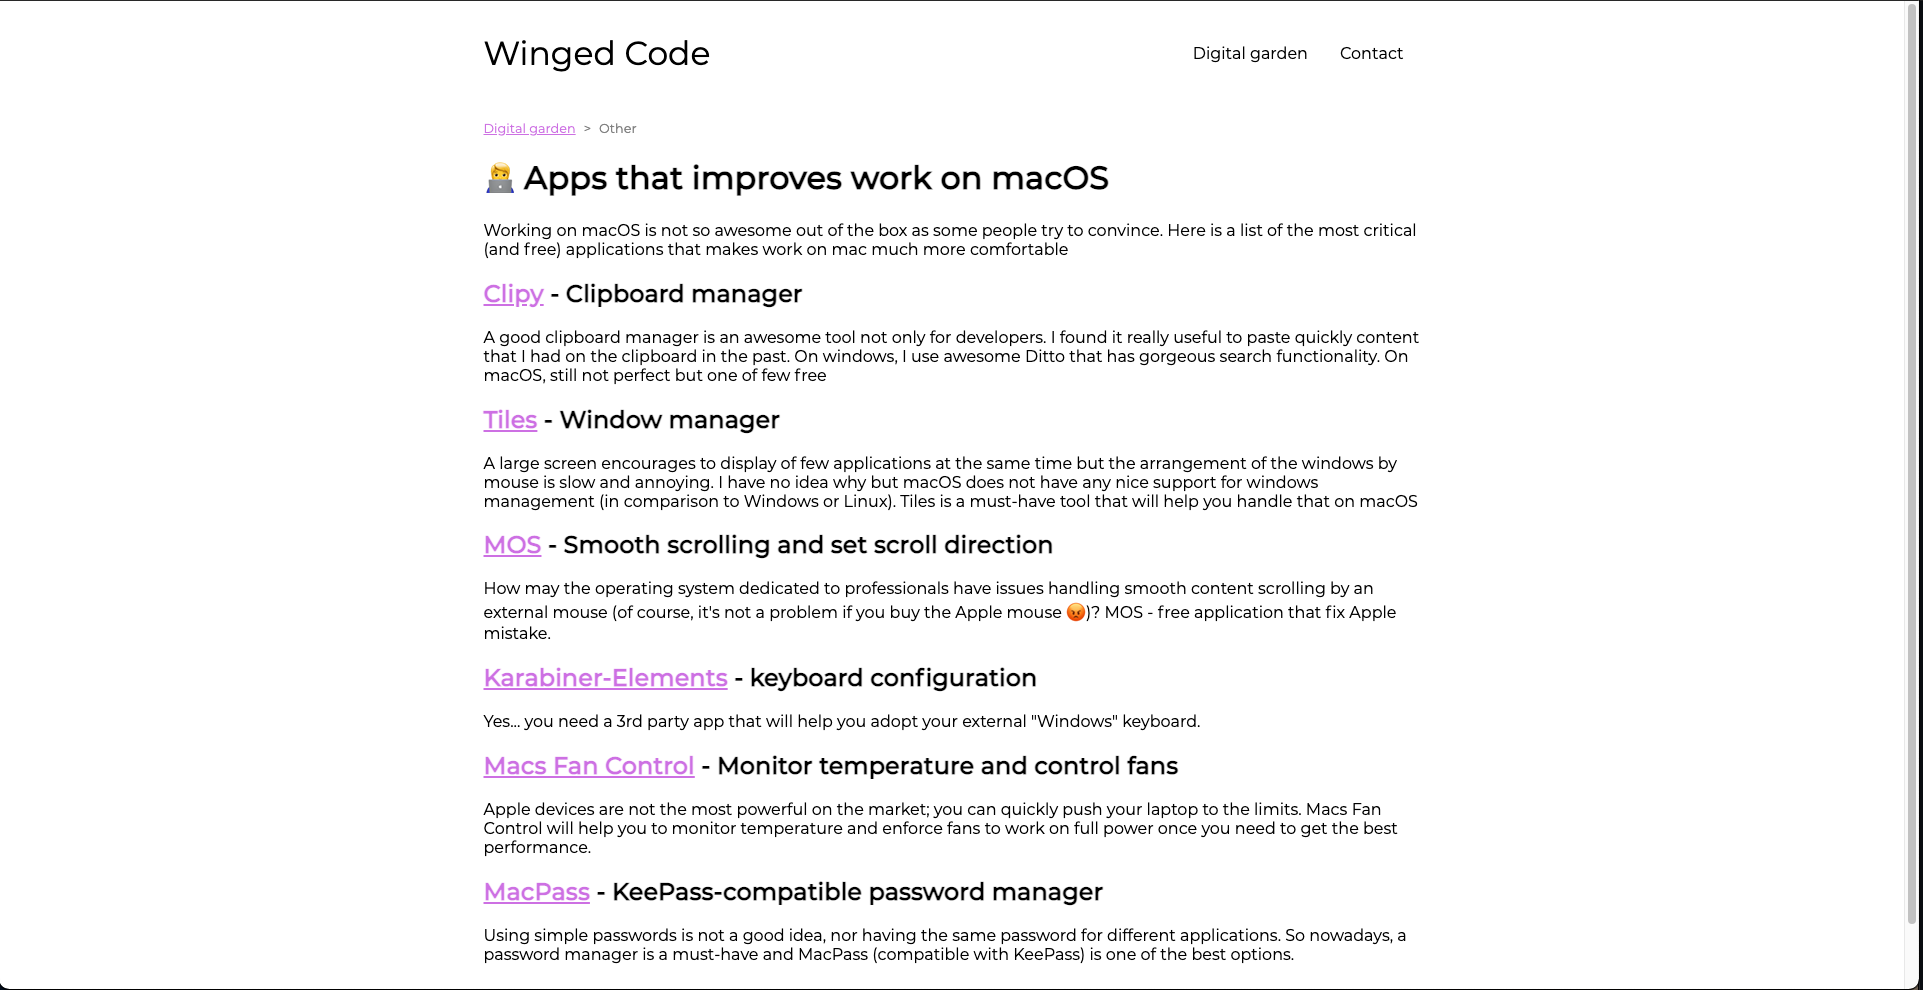 Winged Code
Digital garden
Contact
Digital garden > Other
🧑‍💻 Apps that improves work on macOS
Working on macOS is not so awesome out of the box as some people try to convince. Here is a list of the most critical
(and free) applications that makes work on mac much more comfortable
Clipy - Clipboard manager
A good clipboard manager is an awesome tool not only for developers. I found it really useful to paste quickly content
that I had on the clipboard in the past. On windows, I use awesome Ditto that has gorgeous search functionality. On
macOS, still not perfect but one of few free
Tiles - Window manager
A large screen encourages to display of few applications at the same time but the arrangement of the windows by
mouse is slow and annoying. I have no idea why but macOS does not have any nice support for windows
management (in comparison to Windows or Linux). Tiles is a must-have tool that will help you handle that on macOS
MOS - Smooth scrolling and set scroll direction
How may the operating system dedicated to professionals have issues handling smooth content scrolling by an
external mouse (of course, it's not a problem if you buy the Apple mouse 😡)? MOS - free application that fix Apple
mistake.
Karabiner-Elements - keyboard configuration
Yes... you need a 3rd party app that will help you adopt your external "Windows" keyboard.
Macs Fan Control - Monitor temperature and control fans
Apple devices are not the most powerful on the market; you can quickly push your laptop to the limits. Macs Fan
Control will help you to monitor temperature and enforce fans to work on full power once you need to get the best
performance.
MacPass - KeePass-compatible password manager
Using simple passwords is not a good idea, nor having the same password for different applications. So nowadays, a
password manager is a must-have and MacPass (compatible with KeePass) is one of the best options.